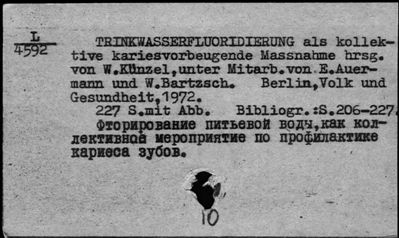 L
4592
TRINKWASSERFLUORIDIERUNG als kollek-
tive kariesvorbeugende Massnahme hrsg.
von W.Künzel,unter Mitarb.von E.Auer-
mann und W.Bartzsch. Berlin,Volk und
Gesundheit,1972.
227 S.mit Abb. Bibliogr.:S.206-227.
Фторирование питьевой воды,как кол-
лективное мероприятие по профилактике
кариеса зубов.
10